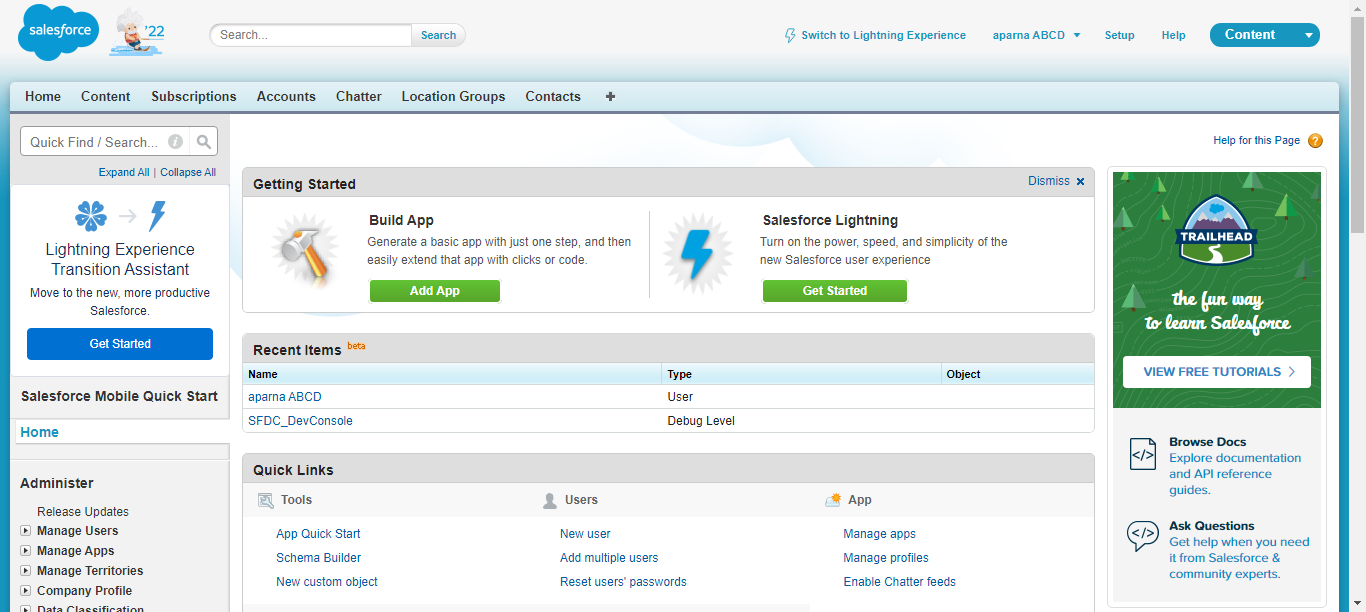 salesforce
'22
Search...
Search
Switch to Lightning Experience
aparna ABCD
Setup
Help
Content
Home
Content
Subscriptions
Accounts
Chatter
Location Groups
Contacts
+
Quick Find / Search...
Expand All | Collapse All
Lightning Experience
Transition Assistant
Move to the new, more productive
Salesforce.
Get Started
Salesforce Mobile Quick Start
Home
Administer
Release Updates
Manage Users
Manage Apps
Manage Territories
Company Profile
Data Classification
Help for this Page
?
Getting Started
Dismiss
Build App
Generate a basic app with just one step, and then
easily extend that app with clicks or code.
Add App
Salesforce Lightning
Turn on the power, speed, and simplicity of the
new Salesforce user experience
Get Started
Recent Items beta
Name
Type
Object
aparna ABCD
User
SFDC_DevConsole
Debug Level
Quick Links
Tools
Users
App
App Quick Start
New user
Manage apps
Schema Builder
Add multiple users
Manage profiles
New custom object
Reset users' passwords
Enable Chatter feeds
TRAILHEAD
the fun way
to learn Salesforce
VIEW FREE TUTORIALS
</>
Browse Docs
Explore documentation
and API reference
guides.
</>
Ask Questions
Get help when you need
it from Salesforce &
community experts.